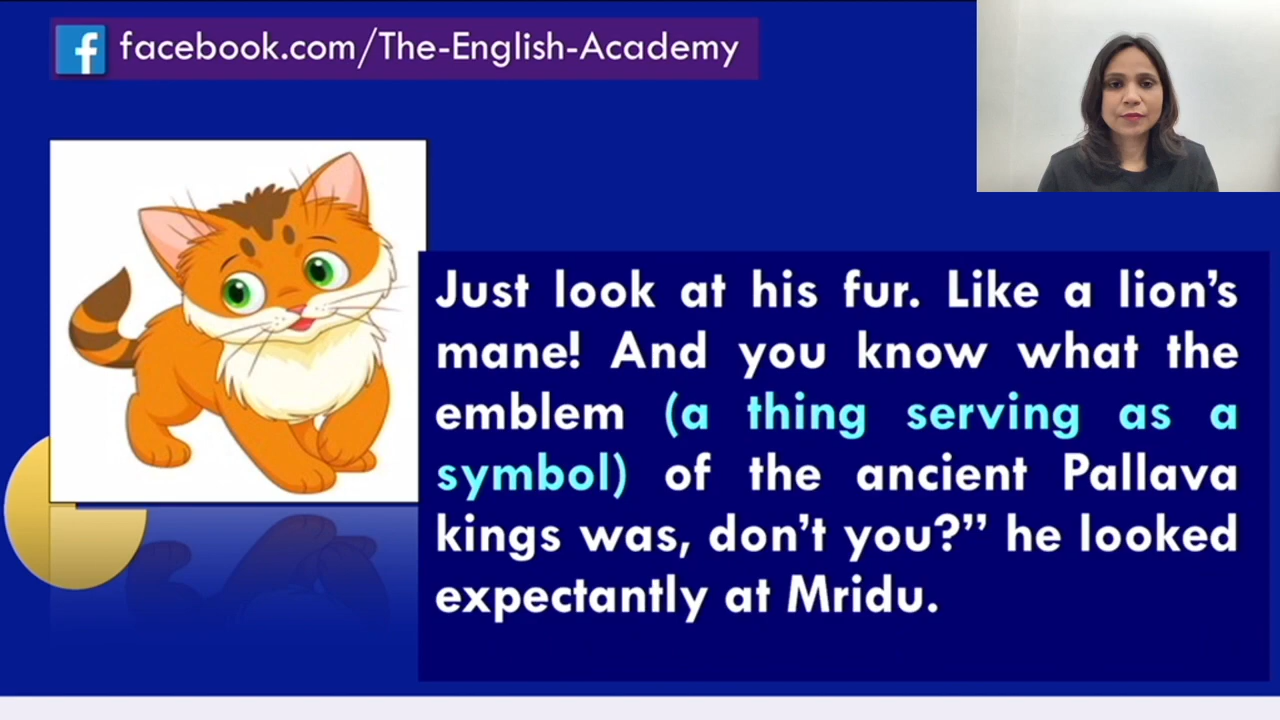 facebook.com/The-English-Academy
Just look at his fur. Like a lion’s
mane! And you know what the
emblem (a thing serving as a
symbol) of the ancient Pallava
kings was, don’t you?” he looked
expectantly at Mridu.